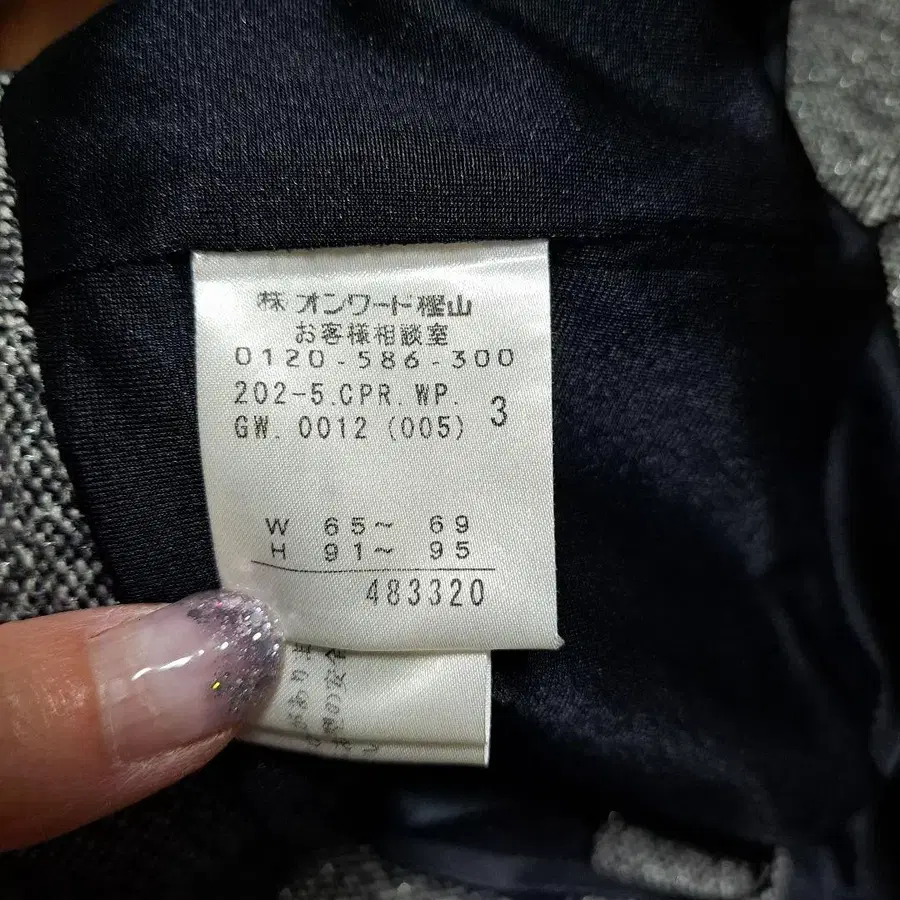 ㈱ オンワード樫山
お客様相談室
0120-586-300
202-5.CPR.WP. 3
GW.0012 (005)
W 65~ 69
H 91~ 95
483320